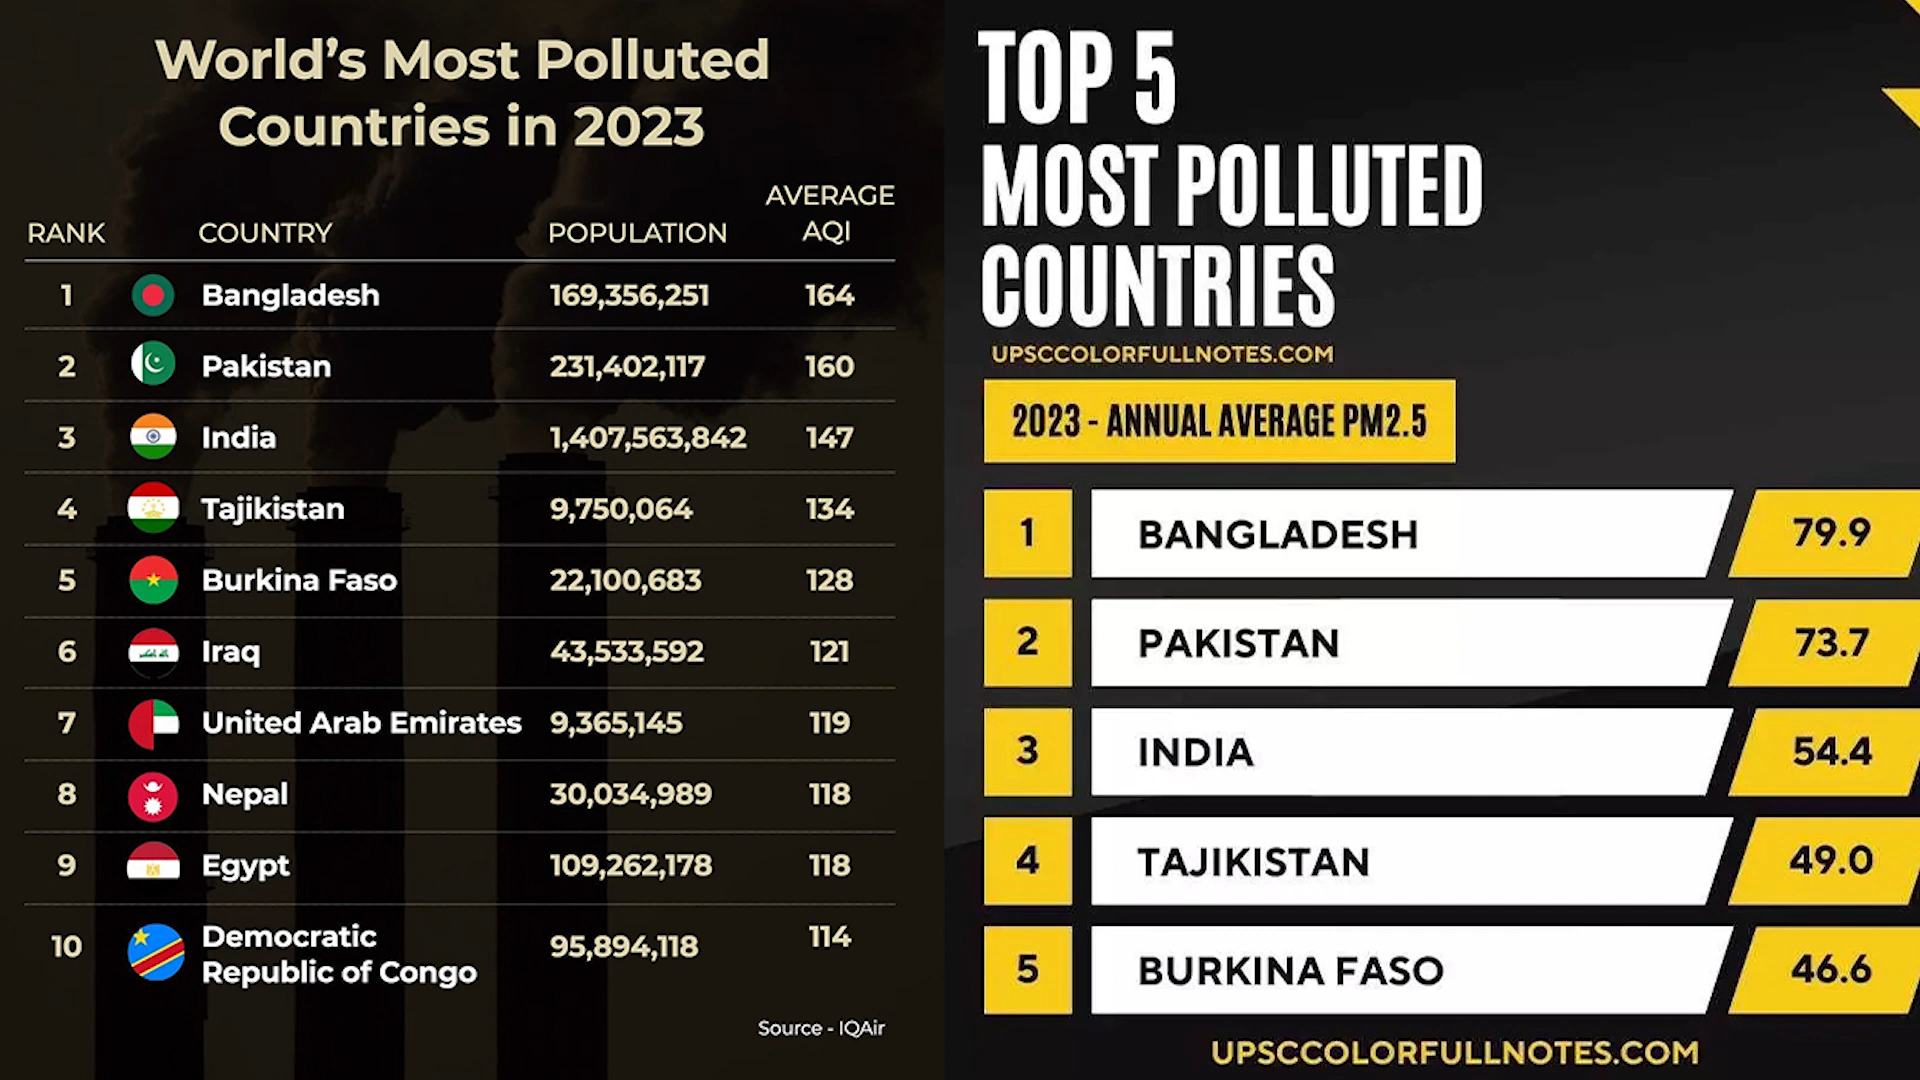 World's Most Polluted
Countries in 2023
RANK COUNTRY POPULATION AVERAGE AQI
1 Bangladesh 169,356,251 164
2 Pakistan 231,402,117 160
3 India 1,407,563,842 147
4 Tajikistan 9,750,064 134
5 Burkina Faso 22,100,683 128
6 Iraq 43,533,592 121
7 United Arab Emirates 9,365,145 119
8 Nepal 30,034,989 118
9 Egypt 109,262,178 118
10 Democratic Republic of Congo 95,894,118 114
Source - IQAir
TOP 5
MOST POLLUTED
COUNTRIES
UPSCCOLORFULLNOTES.COM
2023 - ANNUAL AVERAGE PM2.5
1 BANGLADESH 79.9
2 PAKISTAN 73.7
3 INDIA 54.4
4 TAJIKISTAN 49.0
5 BURKINA FASO 46.6
UPSCCOLORFULLNOTES.COM